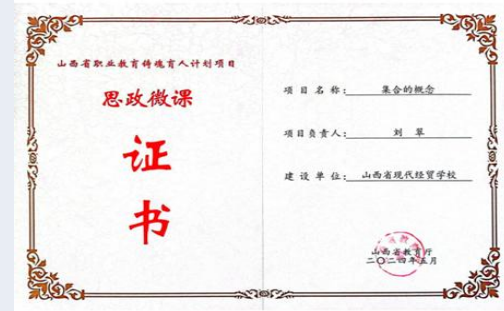 山西省职业教育铸魂育人计划项目
思政微课
证
书
项目名称：集合的概念
项目负责人：刘翠
建设单位：山西省现代经贸学校
山西省教育厅
二〇二四年五月